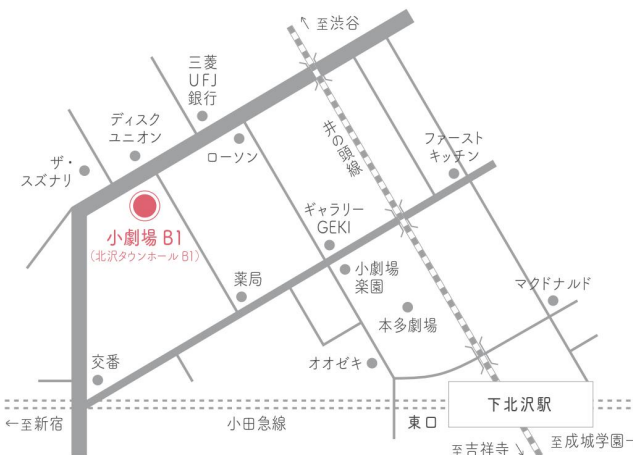 至渋谷
三菱
UFJ
銀行
ディスク
ユニオン
ローソン
井の頭線
ファースト
キッチン
ザ・
スズナリ
小劇場 B1
(北沢タウンホール B1)
ギャラリー
GEKI
薬局
小劇場
楽園
マクドナルド
本多劇場
交番
オオゼキ
下北沢駅
←至新宿
小田急線
東口
至吉祥寺
至成城学園